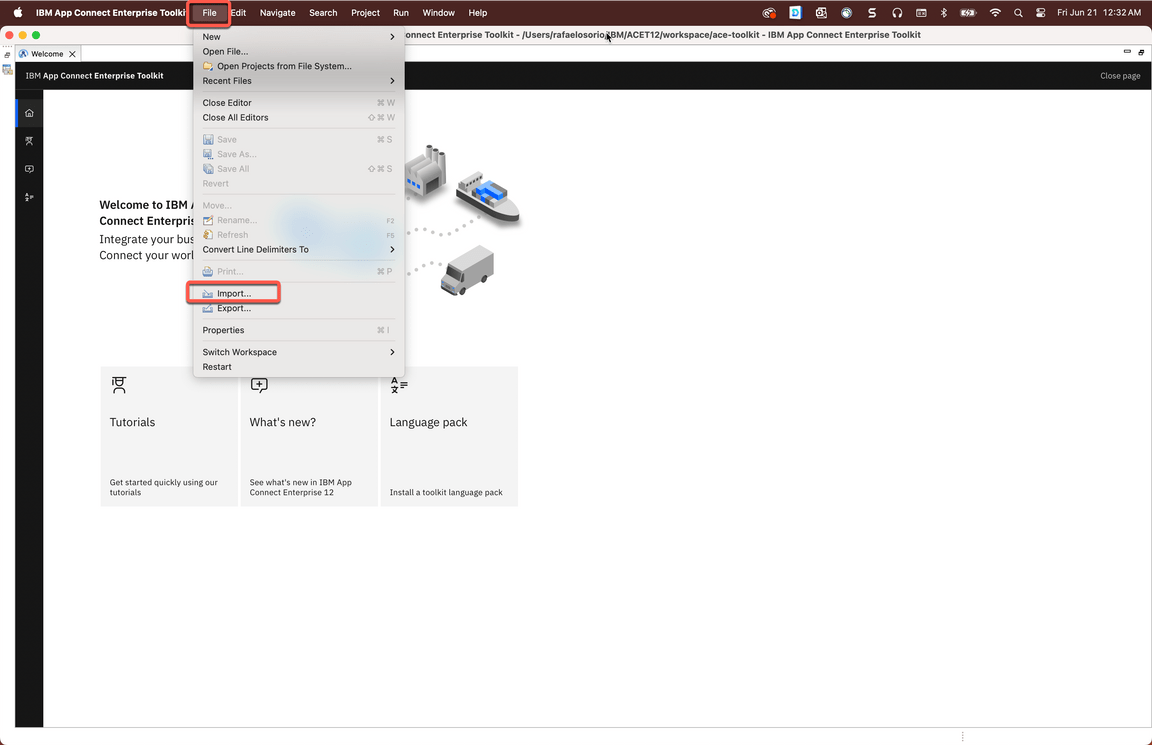 IBM App Connect Enterprise Toolki File Edit Navigate Search Project Run Window Help Fri Jun 21 12:32 AM
onnect Enterprise Toolkit - /Users/rafaelosorio/IBM/ACET12/workspace/ace-toolkit - IBM App Connect Enterprise Toolkit
Welcome
IBM App Connect Enterprise Toolkit Close page
New
Open File...
Open Projects from File System...
Recent Files
Close Editor ⌘ W
Close All Editors ⇧ ⌘ W
Save ⌘ S
Save As...
Save All ⇧ ⌘ S
Revert
Move...
Rename... F2
Refresh F5
Convert Line Delimiters To
Print... ⌘ P
Import...
Export...
Properties ⌘ I
Switch Workspace
Restart
Welcome to IBM A
Connect Enterpris
Integrate your bus
Connect your worl
Tutorials
Get started quickly using our
tutorials
What's new?
See what's new in IBM App
Connect Enterprise 12
Language pack
Install a toolkit language pack